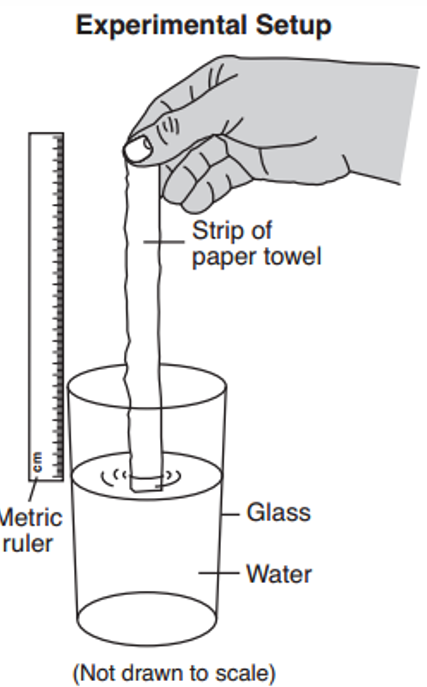 Experimental Setup
Strip of
paper towel
cm
Metric
ruler
Glass
Water
(Not drawn to scale)